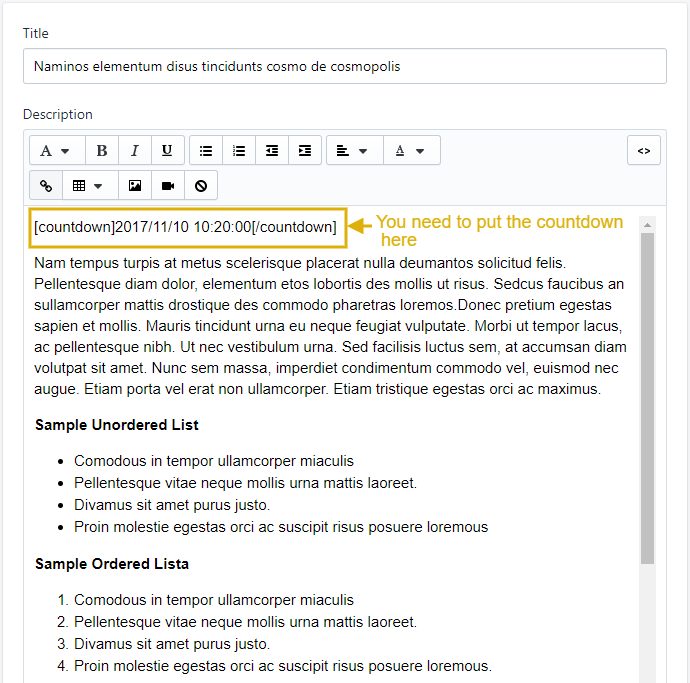 Title
Naminos elementum disus tincidunts cosmo de cosmopolis
Description
A B I U A <>
[countdown]2017/11/10 10:20:00[/countdown]
You need to put the countdown
here
Nam tempus turpis at metus scelerisque placerat nulla deumantos solicitud felis.
Pellentesque diam dolor, elementum etos lobortis des mollis ut risus. Sedcus faucibus an
sullamcorper mattis drostique des commodo pharetras loremos.Donec pretium egestas
sapien et mollis. Mauris tincidunt urna eu neque feugiat vulputate. Morbi ut tempor lacus,
ac pellentesque nibh. Ut nec vestibulum urna. Sed facilisis luctus sem, at accumsan diam
volutpat sit amet. Nunc sem massa, imperdiet condimentum commodo vel, euismod nec
augue. Etiam porta vel erat non ullamcorper. Etiam tristique egestas orci ac maximus.
Sample Unordered List
• Comodous in tempor ullamcorper miaculis
• Pellentesque vitae neque mollis urna mattis laoreet.
• Divamus sit amet purus justo.
• Proin molestie egestas orci ac suscipit risus posuere loremous
Sample Ordered Lista
1. Comodous in tempor ullamcorper miaculis
2. Pellentesque vitae neque mollis urna mattis laoreet.
3. Divamus sit amet purus justo.
4. Proin molestie egestas orci ac suscipit risus posuere loremous.